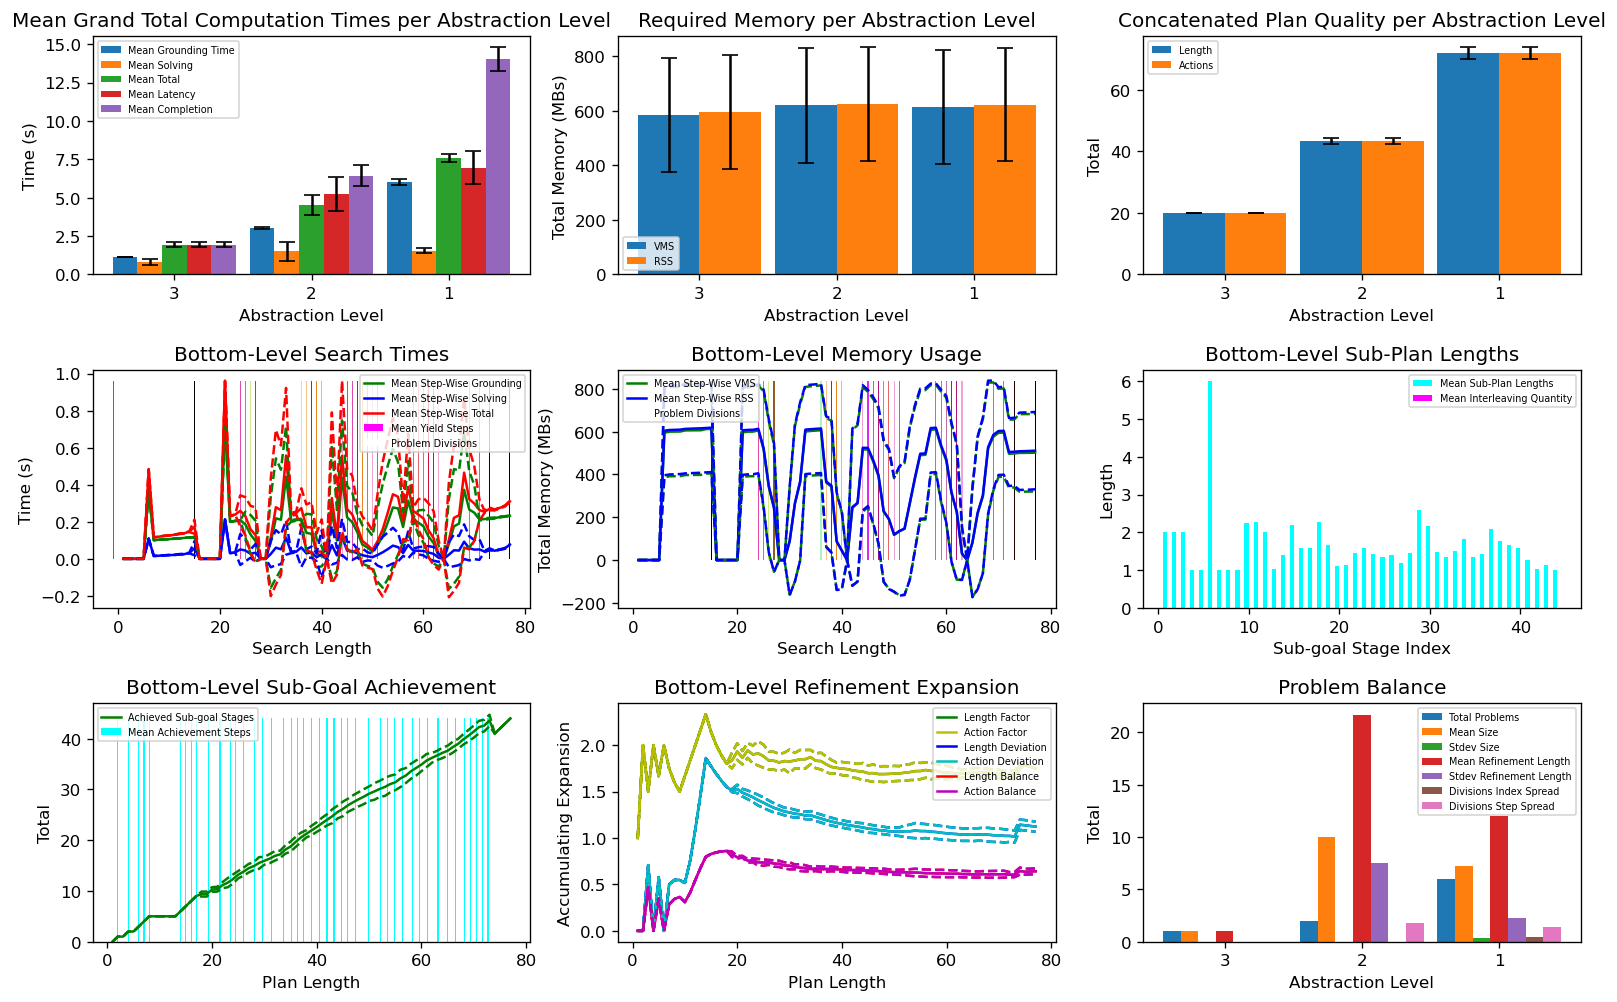 Mean Grand Total Computation Times per Abstraction Level
15.0
12.5
10.0
7.5
5.0
2.5
0.0
Time (s)
Mean Grounding Time
Mean Solving
Mean Total
Mean Latency
Mean Completion
3 2 1
Abstraction Level
Required Memory per Abstraction Level
800
600
400
200
0
Total Memory (MBs)
VMS
RSS
3 2 1
Abstraction Level
Concatenated Plan Quality per Abstraction Level
60
40
20
0
Total
Length
Actions
3 2 1
Abstraction Level
Bottom-Level Search Times
1.0
0.8
0.6
0.4
0.2
0.0
−0.2
Time (s)
Mean Step-Wise Grounding
Mean Step-Wise Solving
Mean Step-Wise Total
Mean Yield Steps
Problem Divisions
0 20 40 60 80
Search Length
Bottom-Level Memory Usage
800
600
400
200
0
−200
Total Memory (MBs)
Mean Step-Wise VMS
Mean Step-Wise RSS
Problem Divisions
0 20 40 60 80
Search Length
Bottom-Level Sub-Plan Lengths
6
5
4
3
2
1
0
Length
Mean Sub-Plan Lengths
Mean Interleaving Quantity
0 10 20 30 40
Sub-goal Stage Index
Bottom-Level Sub-Goal Achievement
40
30
20
10
0
Total
Achieved Sub-goal Stages
Mean Achievement Steps
0 20 40 60 80
Plan Length
Bottom-Level Refinement Expansion
2.0
1.5
1.0
0.5
0.0
Accumulating Expansion
Length Factor
Action Factor
Length Deviation
Action Deviation
Length Balance
Action Balance
0 20 40 60 80
Plan Length
Problem Balance
20
15
10
5
0
Total
Total Problems
Mean Size
Stdev Size
Mean Refinement Length
Stdev Refinement Length
Divisions Index Spread
Divisions Step Spread
3 2 1
Abstraction Level